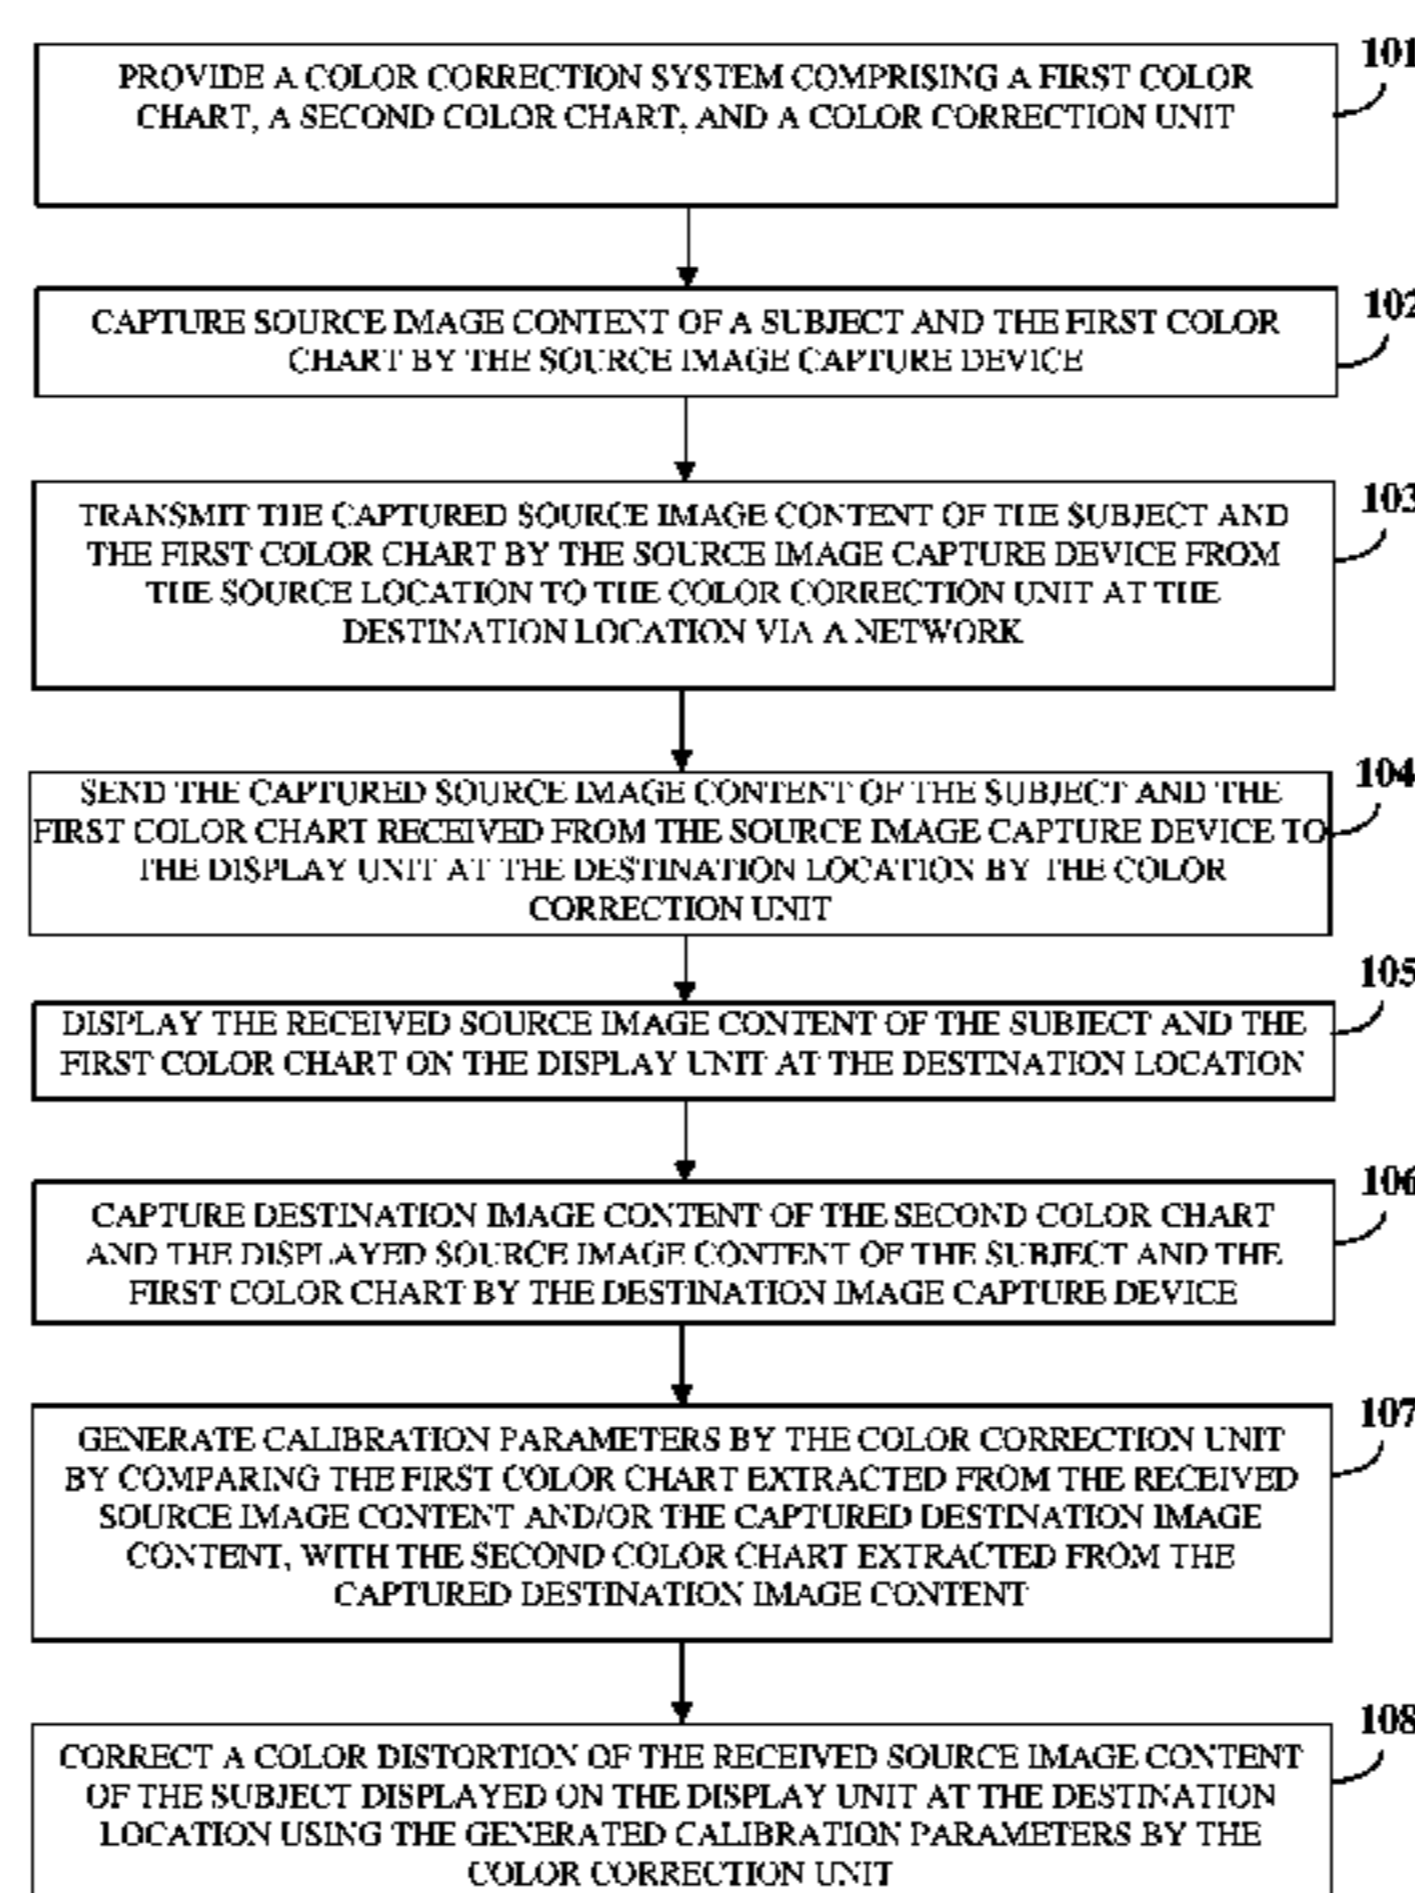 101
PROVIDE A COLOR CORRECTION SYSTEM COMPRISING A FIRST COLOR
CHART, A SECOND COLOR CHART, AND A COLOR CORRECTION UNIT
102
CAPTURE SOURCE IMAGE CONTENT OF A SUBJECT AND THE FIRST COLOR
CHART BY THE SOURCE IMAGE CAPTURE DEVICE
103
TRANSMIT THE CAPTURED SOURCE IMAGE CONTENT OF THE SUBJECT AND
THE FIRST COLOR CHART BY THE SOURCE IMAGE CAPTURE DEVICE FROM
THE SOURCE LOCATION TO THE COLOR CORRECTION UNIT AT THE
DESTINATION LOCATION VIA A NETWORK
104
SEND THE CAPTURED SOURCE IMAGE CONTENT OF THE SUBJECT AND THE
FIRST COLOR CHART RECEIVED FROM THE SOURCE IMAGE CAPTURE DEVICE TO
THE DISPLAY UNIT AT THE DESTINATION LOCATION BY THE COLOR
CORRECTION UNIT
105
DISPLAY THE RECEIVED SOURCE IMAGE CONTENT OF THE SUBJECT AND THE
FIRST COLOR CHART ON THE DISPLAY UNIT AT THE DESTINATION LOCATION
106
CAPTURE DESTINATION IMAGE CONTENT OF THE SECOND COLOR CHART
AND THE DISPLAYED SOURCE IMAGE CONTENT OF THE SUBJECT AND THE
FIRST COLOR CHART BY THE DESTINATION IMAGE CAPTURE DEVICE
107
GENERATE CALIBRATION PARAMETERS BY THE COLOR CORRECTION UNIT
BY COMPARING THE FIRST COLOR CHART EXTRACTED FROM THE RECEIVED
SOURCE IMAGE CONTENT AND/OR THE CAPTURED DESTINATION IMAGE
CONTENT, WITH THE SECOND COLOR CHART EXTRACTED FROM THE
CAPTURED DESTINATION IMAGE CONTENT
108
CORRECT A COLOR DISTORTION OF THE RECEIVED SOURCE IMAGE CONTENT
OF THE SUBJECT DISPLAYED ON THE DISPLAY UNIT AT THE DESTINATION
LOCATION USING THE GENERATED CALIBRATION PARAMETERS BY THE
COLOR CORRECTION UNIT